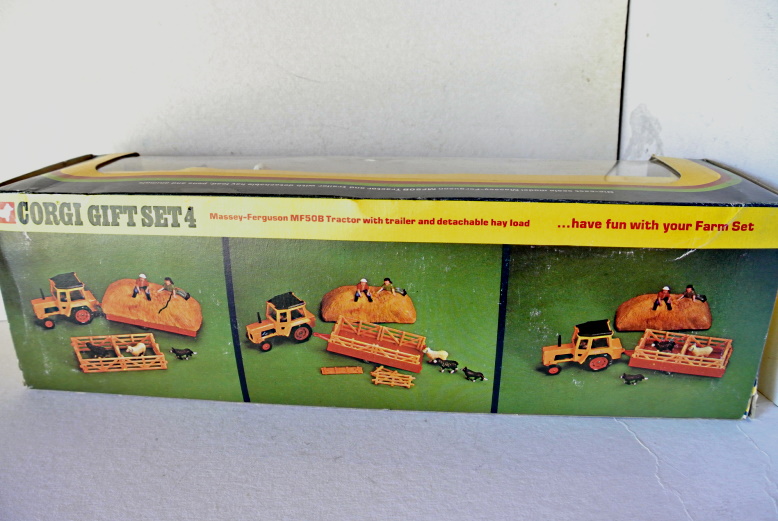 CORGI GIFT SET 4
Massey-Ferguson MF50B Tractor with trailer and detachable hay load
...have fun with your Farm Set